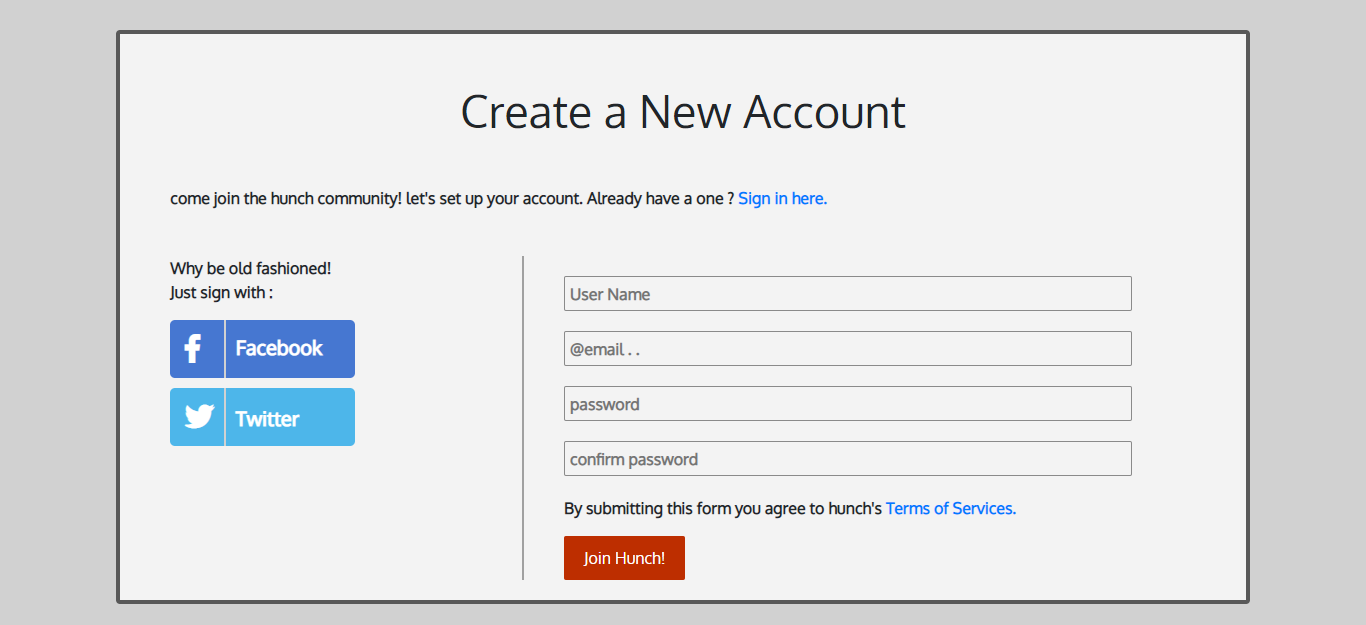 Create a New Account
come join the hunch community! let's set up your account. Already have a one ? Sign in here.
Why be old fashioned!
Just sign with :
Facebook
Twitter
User Name
@email . .
password
confirm password
By submitting this form you agree to hunch's Terms of Services.
Join Hunch!